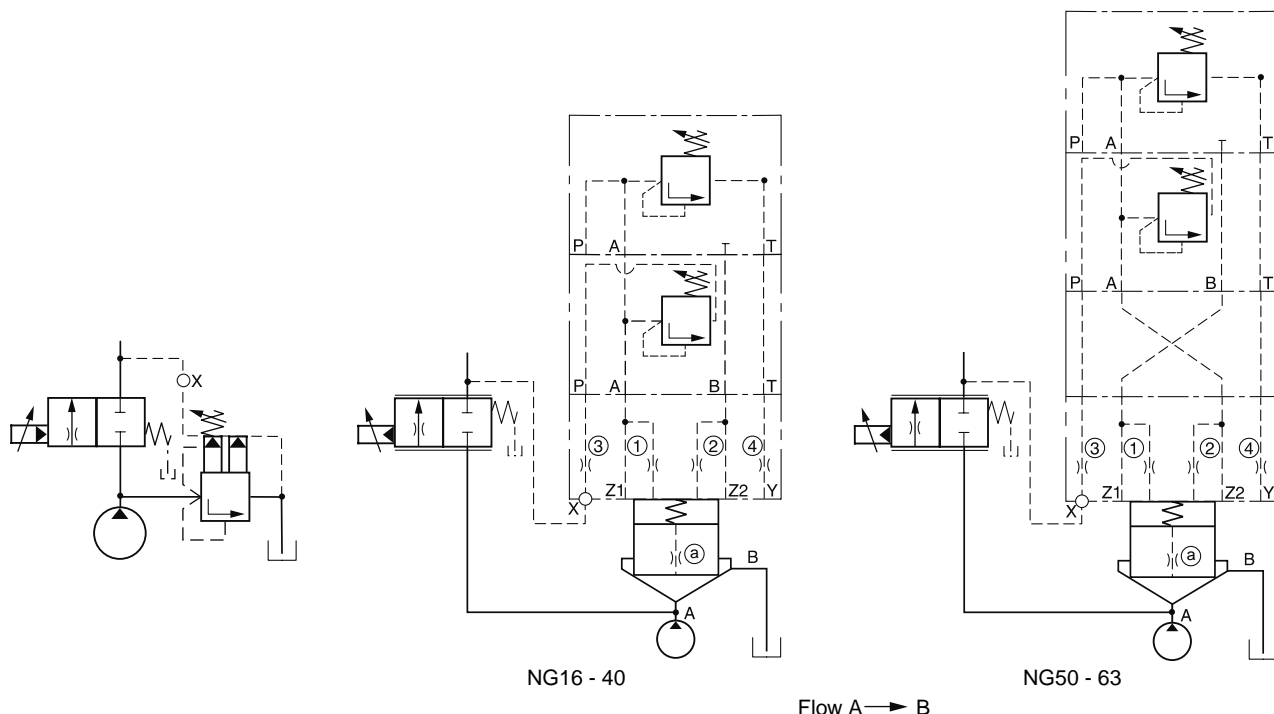 X
P A T
P A B T
③ ① ② ④
Z1 Z2 Y
X
ⓐ
B
A
NG16 - 40
P A T
P A B T
③ ① ② ④
Z1 Z2 Y
X
ⓐ
B
A
NG50 - 63
Flow A → B